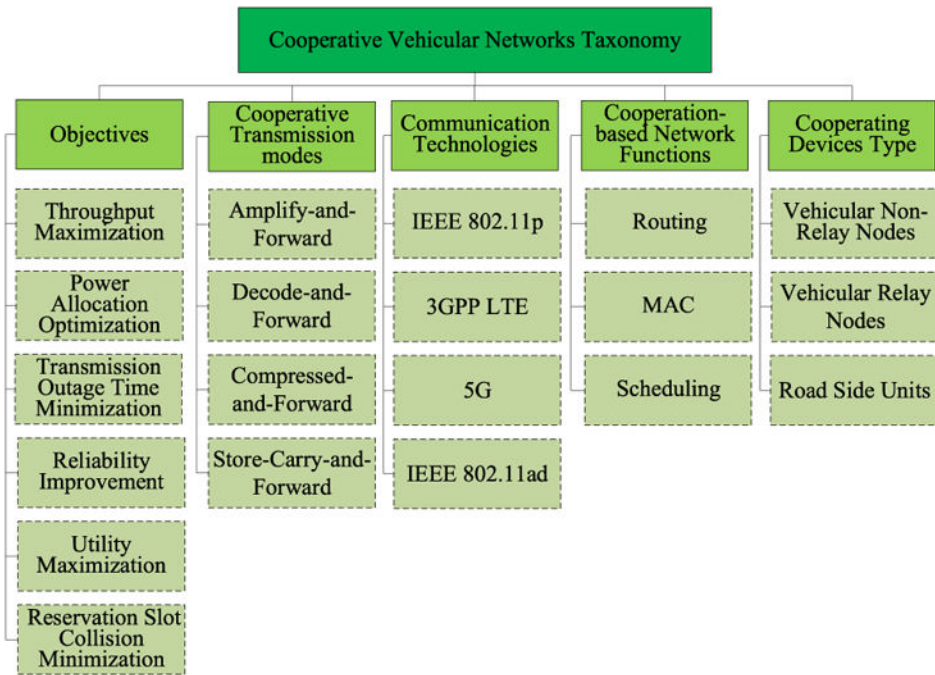 Cooperative Vehicular Networks Taxonomy
Objectives
Throughput
Maximization
Power
Allocation
Optimization
Transmission
Outage Time
Minimization
Reliability
Improvement
Utility
Maximization
Reservation Slot
Collision
Minimization
Cooperative
Transmission
modes
Amplify-and-
Forward
Decode-and-
Forward
Compressed-
and-Forward
Store-Carry-and-
Forward
Communication
Technologies
IEEE 802.11p
3GPP LTE
5G
IEEE 802.11ad
Cooperation-
based Network
Functions
Routing
MAC
Scheduling
Cooperating
Devices Type
Vehicular Non-
Relay Nodes
Vehicular Relay
Nodes
Road Side Units